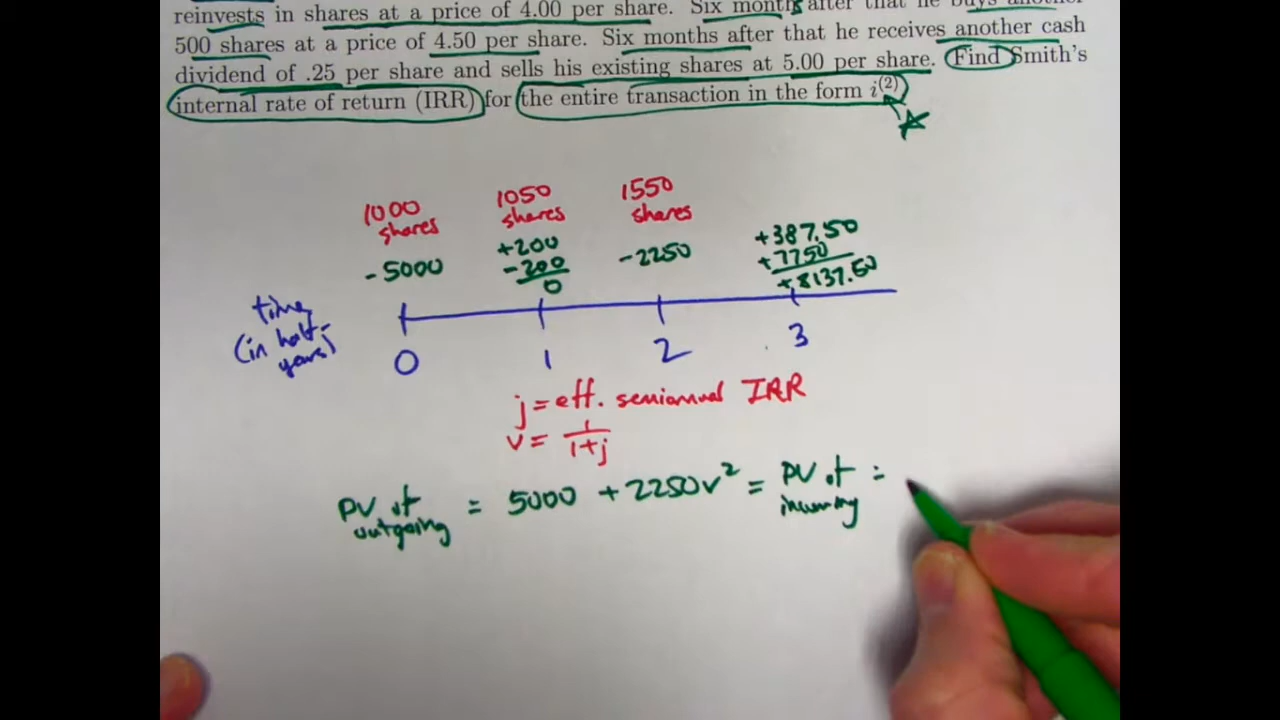 reinvests in shares at a price of 4.00 per share. Six months after that he buys another
500 shares at a price of 4.50 per share. Six months after that he receives another cash
dividend of .25 per share and sells his existing shares at 5.00 per share. Find Smith's
internal rate of return (IRR) for the entire transaction in the form i^(2)
1000 shares
1050 shares
1550 shares
-5000
+200
-200
0
-2250
+387.50
+7750
+8137.50
time (in half-years)
0 1 2 3
j = eff. semiannual IRR
v = 1/(1+j)
PV of outgoing = 5000 + 2250v² = PV of incoming =